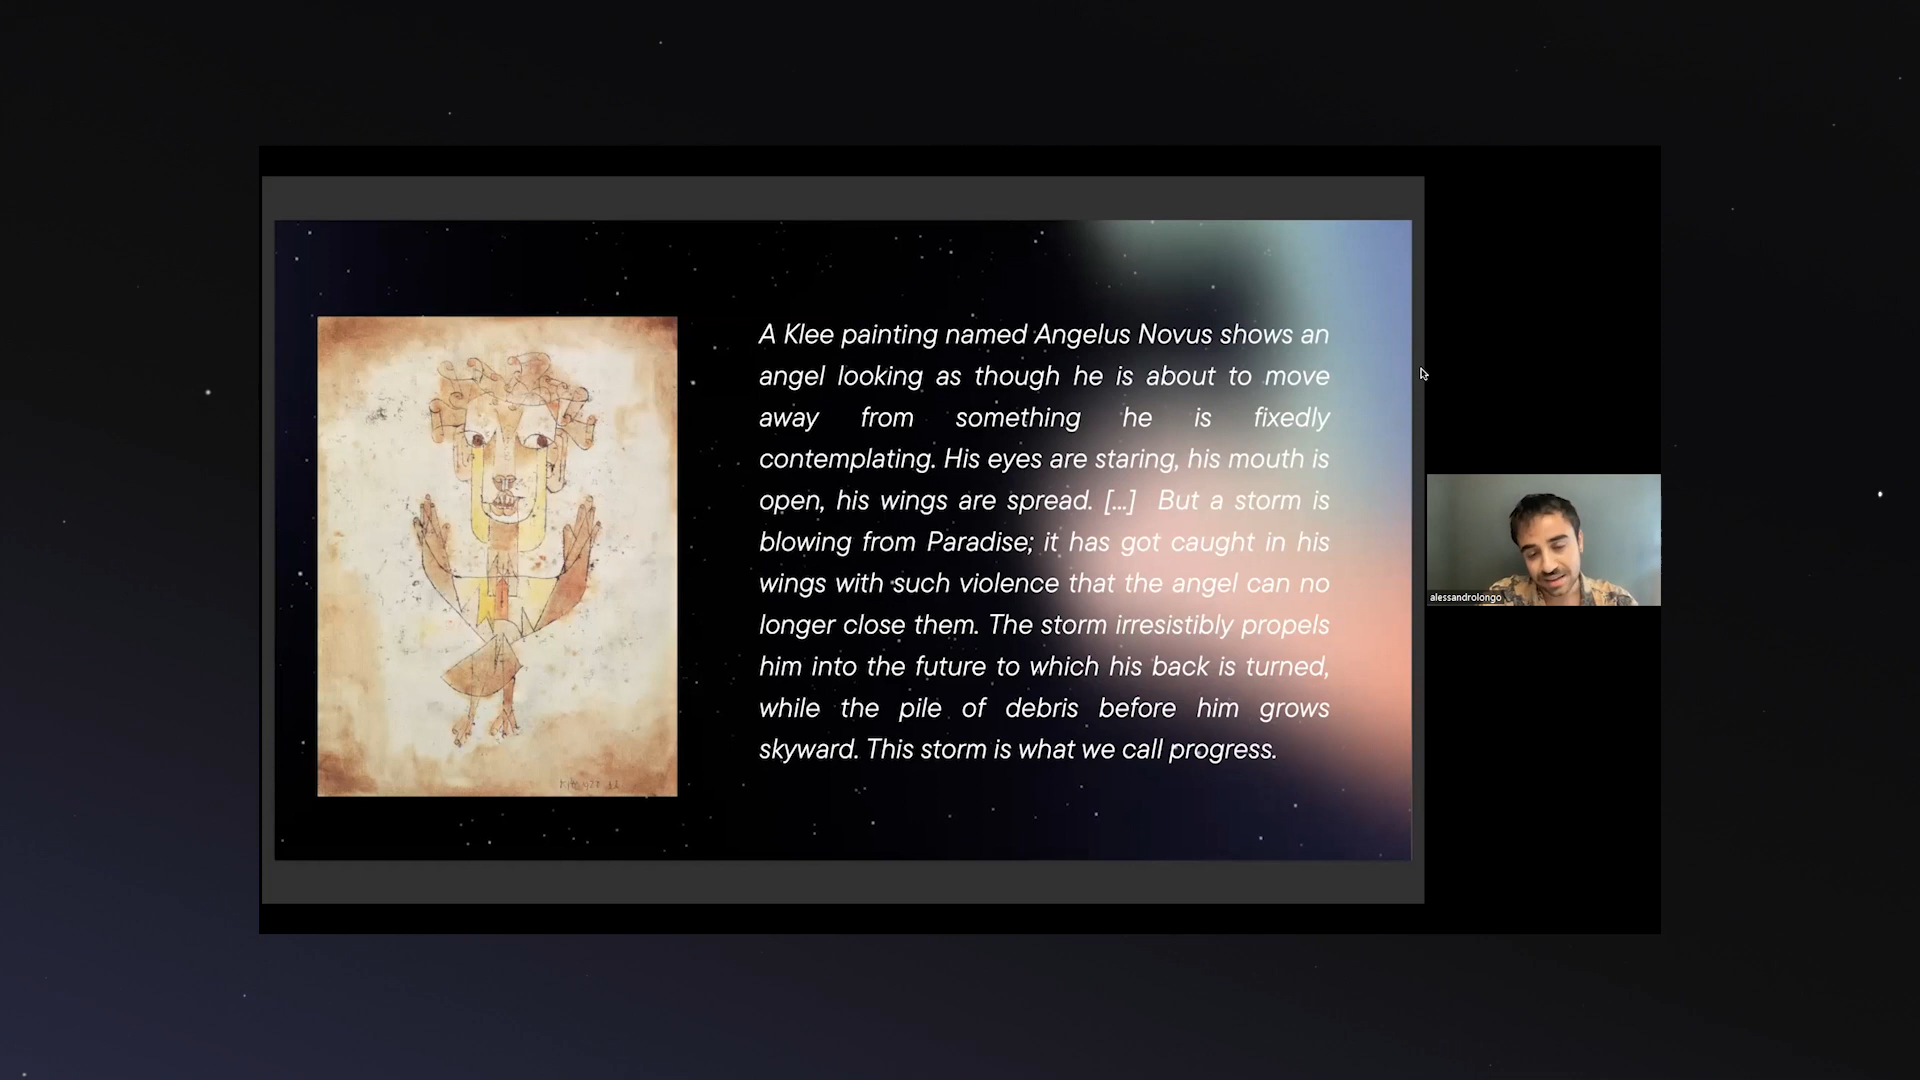 A Klee painting named Angelus Novus shows an
angel looking as though he is about to move
away from something he is fixedly
contemplating. His eyes are staring, his mouth is
open, his wings are spread. [...] But a storm is
blowing from Paradise; it has got caught in his
wings with such violence that the angel can no
longer close them. The storm irresistibly propels
him into the future to which his back is turned,
while the pile of debris before him grows
skyward. This storm is what we call progress.
alessandrolongo